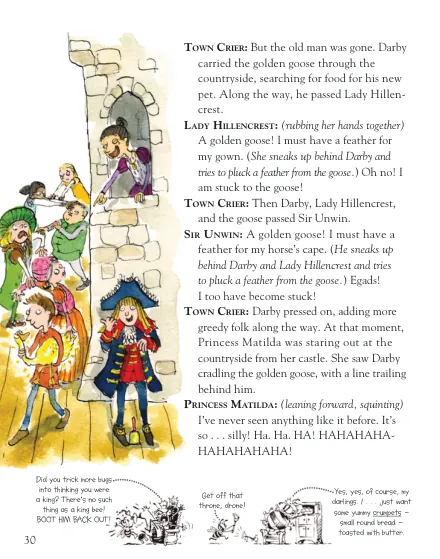 TOWN CRIER: But the old man was gone. Darby
carried the golden goose through the
countryside, searching for food for his new
pet. Along the way, he passed Lady Hillen-
crest.
LADY HILLENCREST: (rubbing her hands together)
A golden goose! I must have a feather for
my gown. (She sneaks up behind Darby and
tries to pluck a feather from the goose.) Oh no! I
am stuck to the goose!
TOWN CRIER: Then Darby, Lady Hillencrest,
and the goose passed Sir Unwin.
SIR UNWIN: A golden goose! I must have a
feather for my horse's cape. (He sneaks up
behind Darby and Lady Hillencrest and tries
to pluck a feather from the goose.) Egads!
I too have become stuck!
TOWN CRIER: Darby pressed on, adding more
greedy folk along the way. At that moment,
Princess Matilda was staring out at the
countryside from her castle. She saw Darby
cradling the golden goose, with a line trailing
behind him.
PRINCESS MATILDA: (leaning forward, squinting)
I've never seen anything like it before. It's
so . . . silly! Ha. Ha. HA! HAHAHAHA-
HAHAHAHAHA!
Did you trick more bugs
into thinking you were
a king? There's no such
thing as a king bee!
BOOT HIM BACK OUT!
Get off that
throne, drone!
Yes, yes, of course, my
darlings. I . . . just want
some yummy crumpets –
small round bread –
toasted with butter.
30